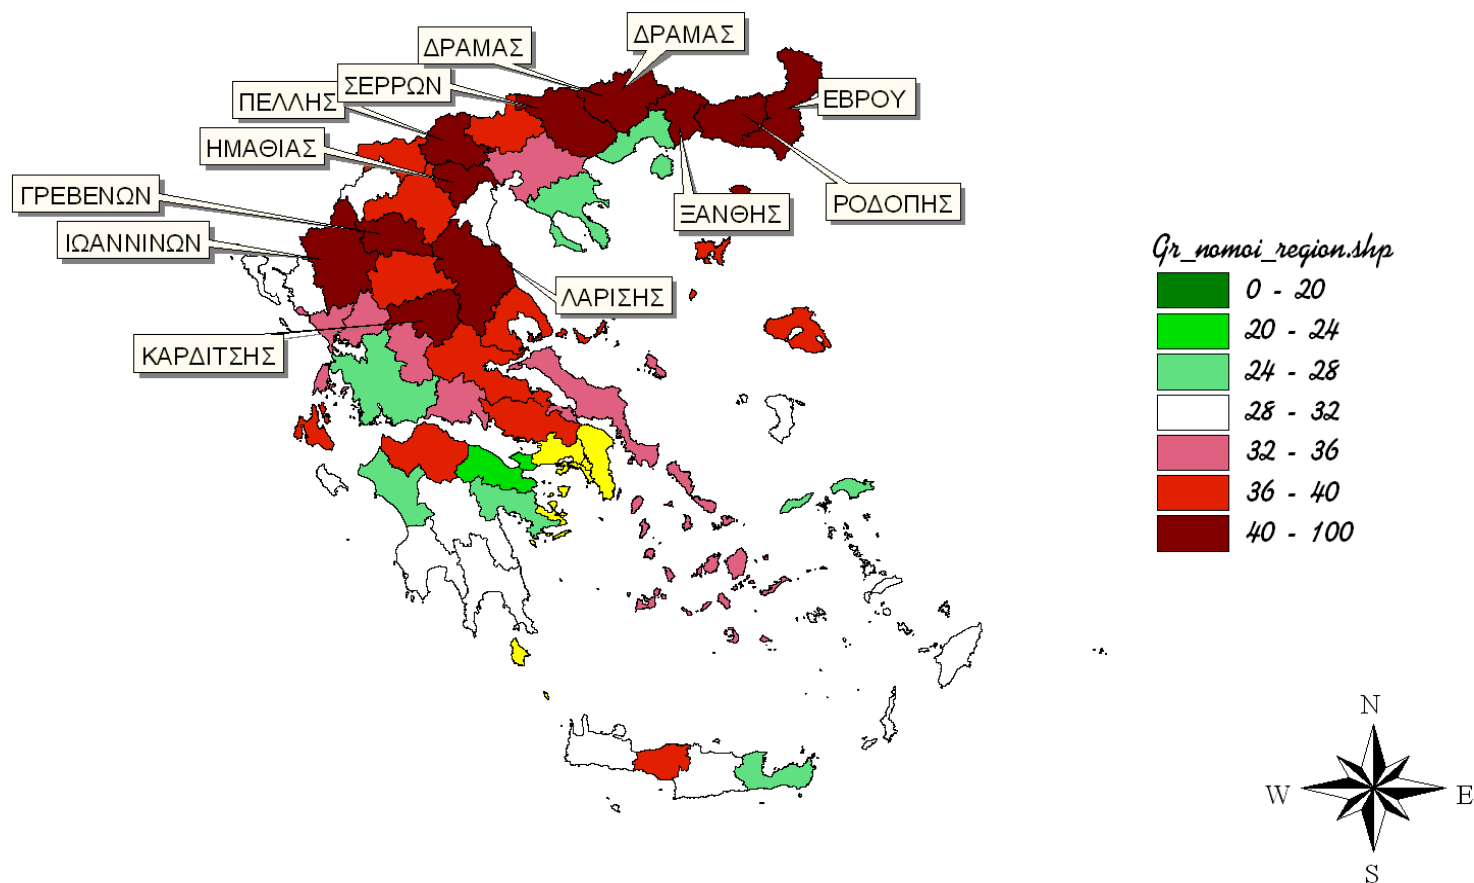 ΔΡΑΜΑΣ
ΔΡΑΜΑΣ
ΣΕΡΡΩΝ
ΠΕΛΛΗΣ
ΕΒΡΟΥ
ΗΜΑΘΙΑΣ
ΓΡΕΒΕΝΩΝ
ΞΑΝΘΗΣ
ΡΟΔΟΠΗΣ
ΙΩΑΝΝΙΝΩΝ
ΛΑΡΙΣΗΣ
ΚΑΡΔΙΤΣΗΣ
Gr_nomoi_region.shp
0 - 20
20 - 24
24 - 28
28 - 32
32 - 36
36 - 40
40 - 100
N
W E
S